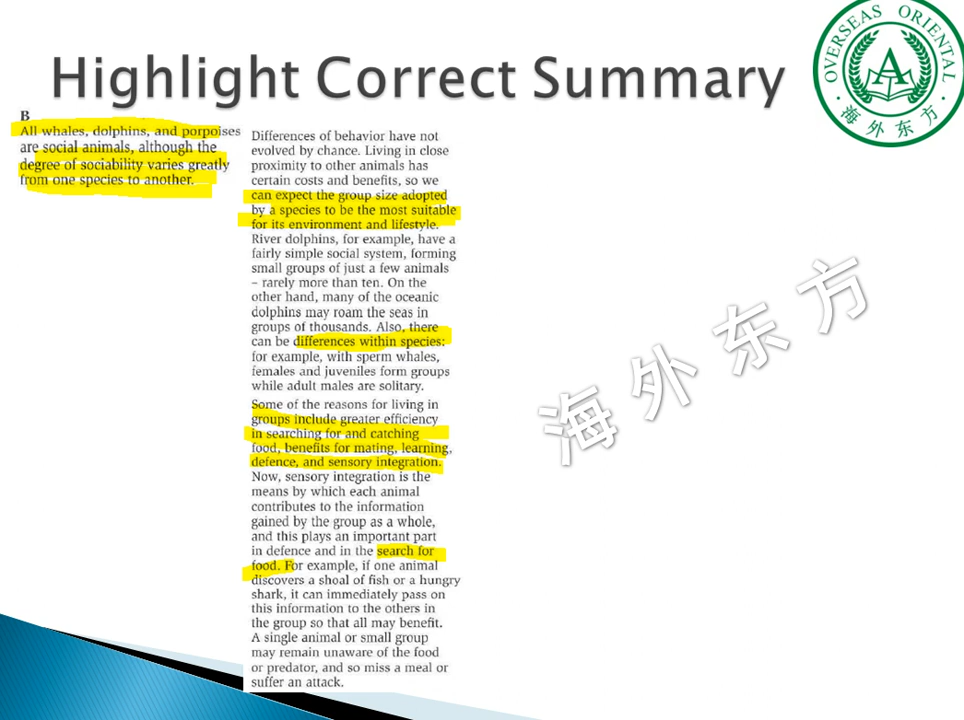 Highlight Correct Summary
OVERSEAS ORIENTAL
A
海外东方
B
All whales, dolphins, and porpoises
are social animals, although the
degree of sociability varies greatly
from one species to another.
Differences of behavior have not
evolved by chance. Living in close
proximity to other animals has
certain costs and benefits, so we
can expect the group size adopted
by a species to be the most suitable
for its environment and lifestyle.
River dolphins, for example, have a
fairly simple social system, forming
small groups of just a few animals
– rarely more than ten. On the
other hand, many of the oceanic
dolphins may roam the seas in
groups of thousands. Also, there
can be differences within species:
for example, with sperm whales,
females and juveniles form groups
while adult males are solitary.
Some of the reasons for living in
groups include greater efficiency
in searching for and catching
food, benefits for mating, learning,
defence, and sensory integration.
Now, sensory integration is the
means by which each animal
contributes to the information
gained by the group as a whole,
and this plays an important part
in defence and in the search for
food. For example, if one animal
discovers a shoal of fish or a hungry
shark, it can immediately pass on
this information to the others in
the group so that all may benefit.
A single animal or small group
may remain unaware of the food
or predator, and so miss a meal or
suffer an attack.
海外东方